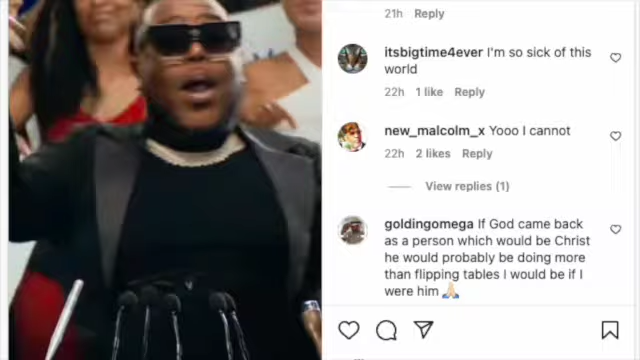 21h Reply
itsbigtime4ever I'm so sick of this
world
22h 1 like Reply
new_malcolm_x Yooo I cannot
22h 2 likes Reply
View replies (1)
goldingomega If God came back
as a person which would be Christ
he would probably be doing more
than flipping tables I would be if I
were him 🙏🏻